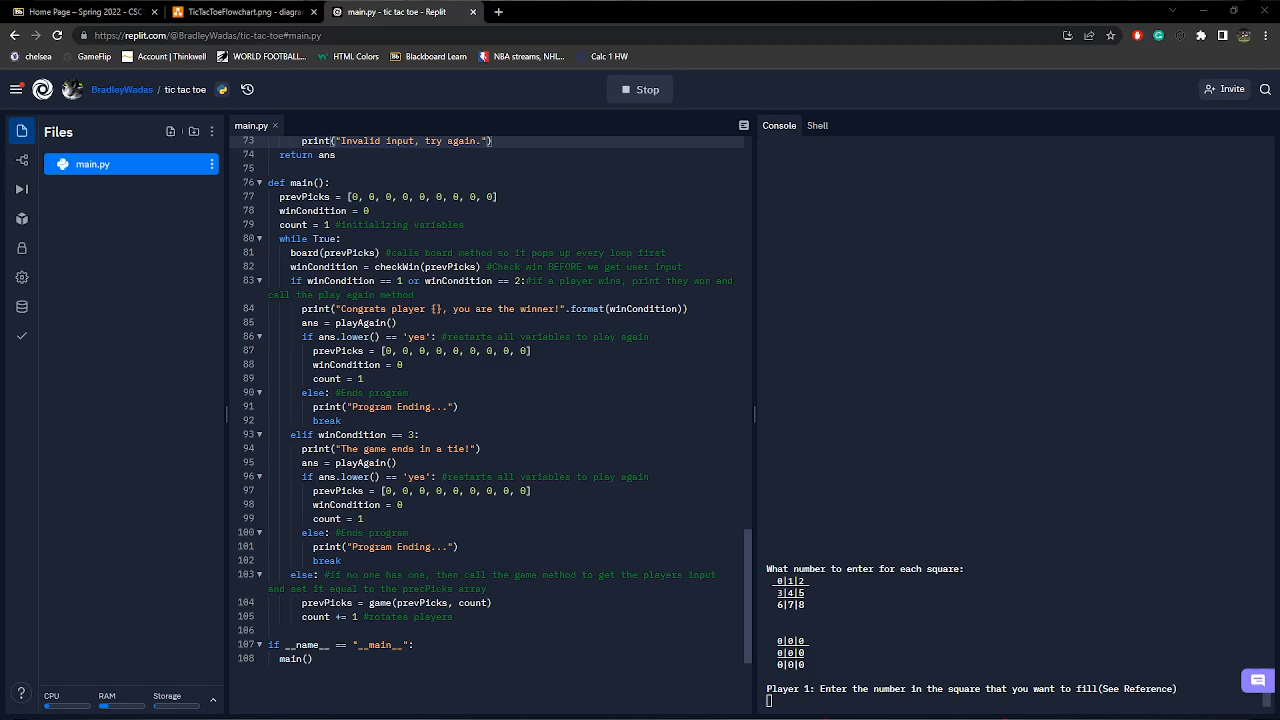 Home Page – Spring 2022 - CSC
TicTacToeFlowchart.png - diagra
main.py - tic tac toe - Replit
https://replit.com/@BradleyWadas/tic-tac-toe#main.py
chelsea
GameFlip
Account | Thinkwell
WORLD FOOTBALL...
HTML Colors
Blackboard Learn
NBA streams, NHL...
Calc 1 HW
BradleyWadas / tic tac toe
Stop
Invite
Files
main.py
main.py
Console
Shell
73 print("Invalid input, try again.")
74 return ans
75
76 def main():
77 prevPicks = [0, 0, 0, 0, 0, 0, 0, 0, 0]
78 winCondition = 0
79 count = 1 #initializing variables
80 while True:
81 board(prevPicks) #calls board method so it pops up every loop first
82 winCondition = checkWin(prevPicks) #Check win BEFORE we get user input
83 if winCondition == 1 or winCondition == 2:#if a player wins, print they won and
call the play again method
84 print("Congrats player {}, you are the winner!".format(winCondition))
85 ans = playAgain()
86 if ans.lower() == 'yes': #restarts all variables to play again
87 prevPicks = [0, 0, 0, 0, 0, 0, 0, 0, 0]
88 winCondition = 0
89 count = 1
90 else: #Ends program
91 print("Program Ending...")
92 break
93 elif winCondition == 3:
94 print("The game ends in a tie!")
95 ans = playAgain()
96 if ans.lower() == 'yes': #restarts all variables to play again
97 prevPicks = [0, 0, 0, 0, 0, 0, 0, 0, 0]
98 winCondition = 0
99 count = 1
100 else: #Ends program
101 print("Program Ending...")
102 break
103 else: #if no one has one, then call the game method to get the players input
and set it equal to the precPicks array
104 prevPicks = game(prevPicks, count)
105 count += 1 #rotates players
106
107 if __name__ == "__main__":
108 main()
What number to enter for each square:
0|1|2
3|4|5
6|7|8
0|0|0
0|0|0
0|0|0
Player 1: Enter the number in the square that you want to fill(See Reference)
CPU
RAM
Storage